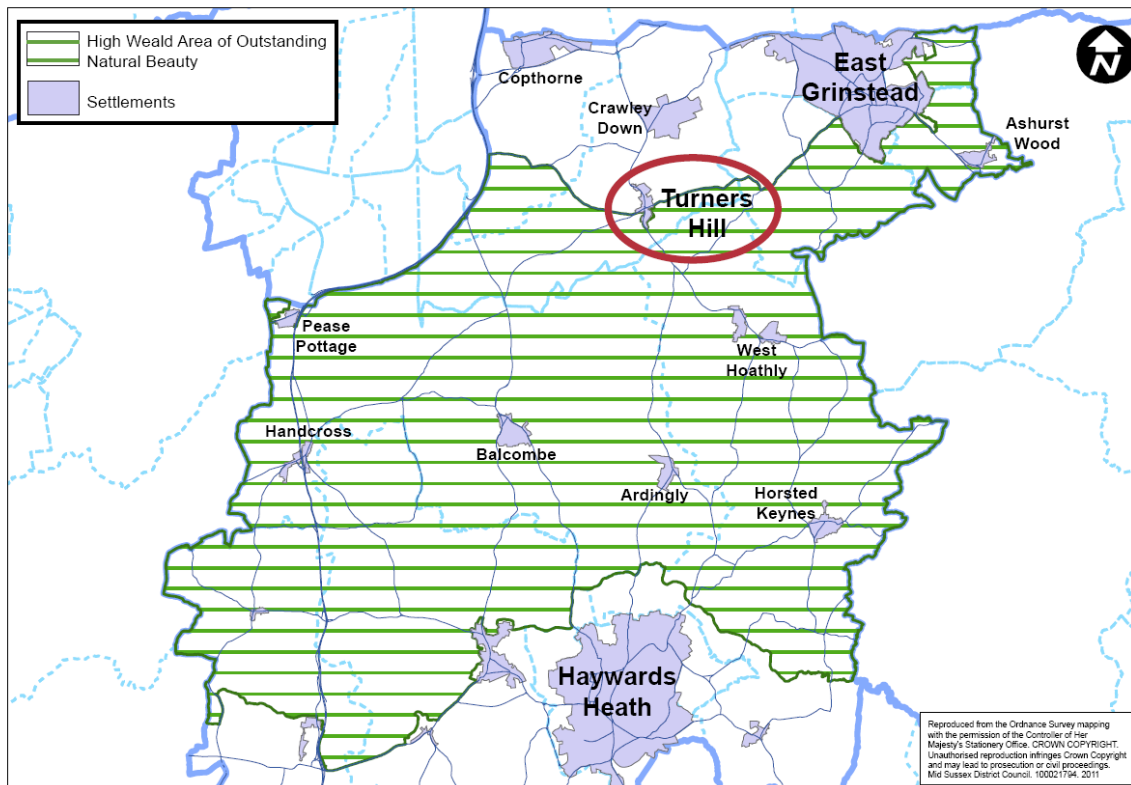 High Weald Area of Outstanding
Natural Beauty
Settlements
N
Copthorne
East
Grinstead
Crawley
Down
Ashurst
Wood
Turners
Hill
Pease
Pottage
West
Hoathly
Handcross
Balcombe
Ardingly
Horsted
Keynes
Haywards
Heath
Reproduced from the Ordnance Survey mapping
with the permission of the Controller of Her
Majesty's Stationery Office. CROWN COPYRIGHT.
Unauthorised reproduction infringes Crown Copyright
and may lead to prosecution or civil proceedings.
Mid Sussex District Council. 100021794. 2011